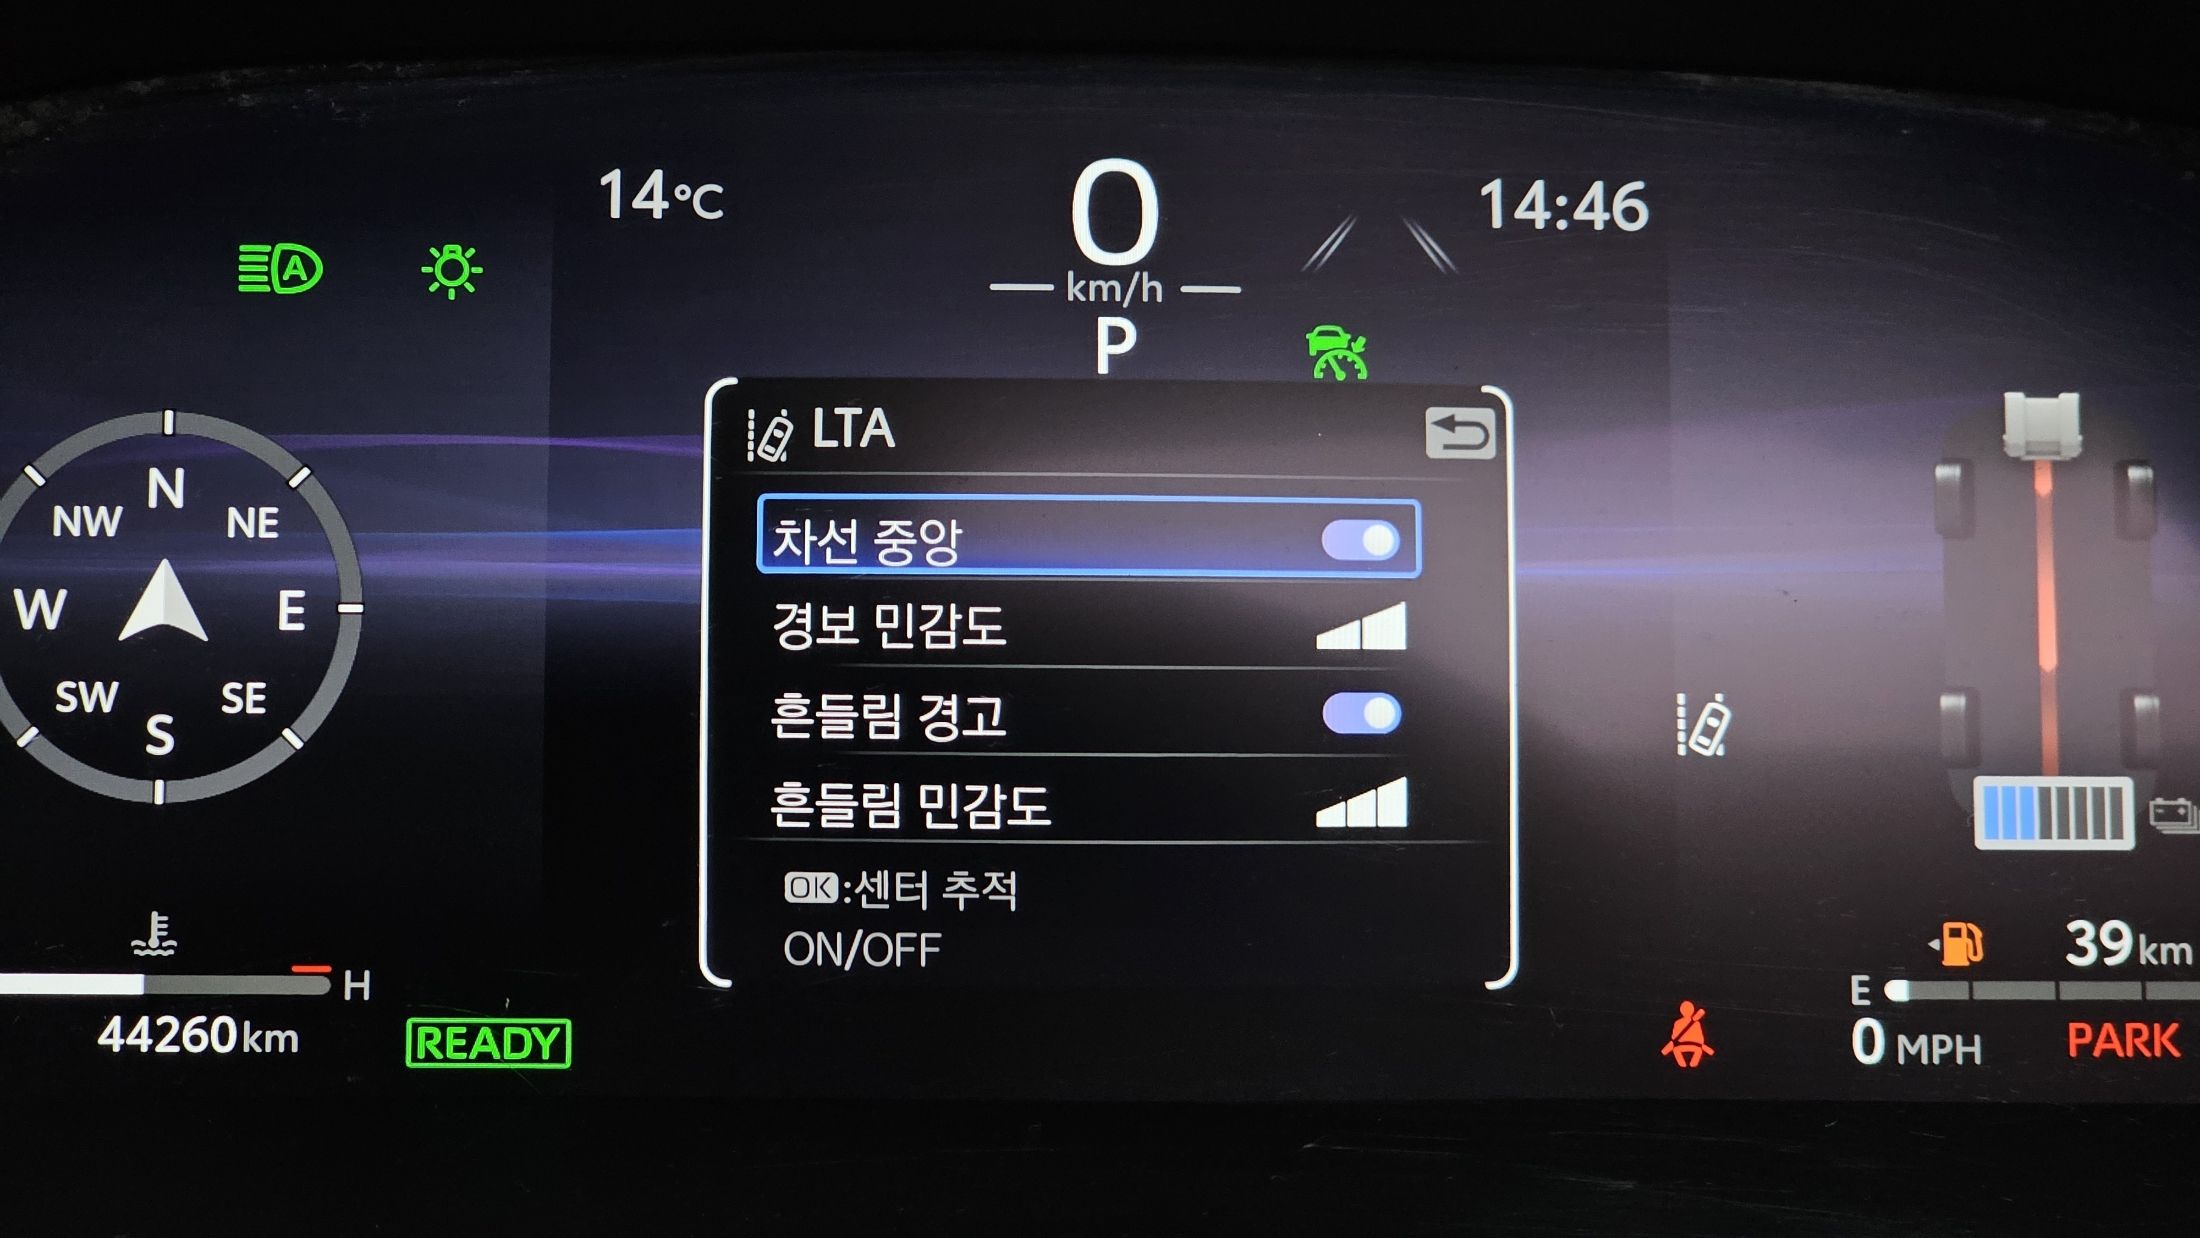 14°C
0
km/h
P
14:46
A
LTA
차선 중앙
경보 민감도
흔들림 경고
흔들림 민감도
OK:센터 추적
ON/OFF
N
NW
NE
W
E
SW
SE
S
H
44260km
READY
39km
E
0 MPH
PARK